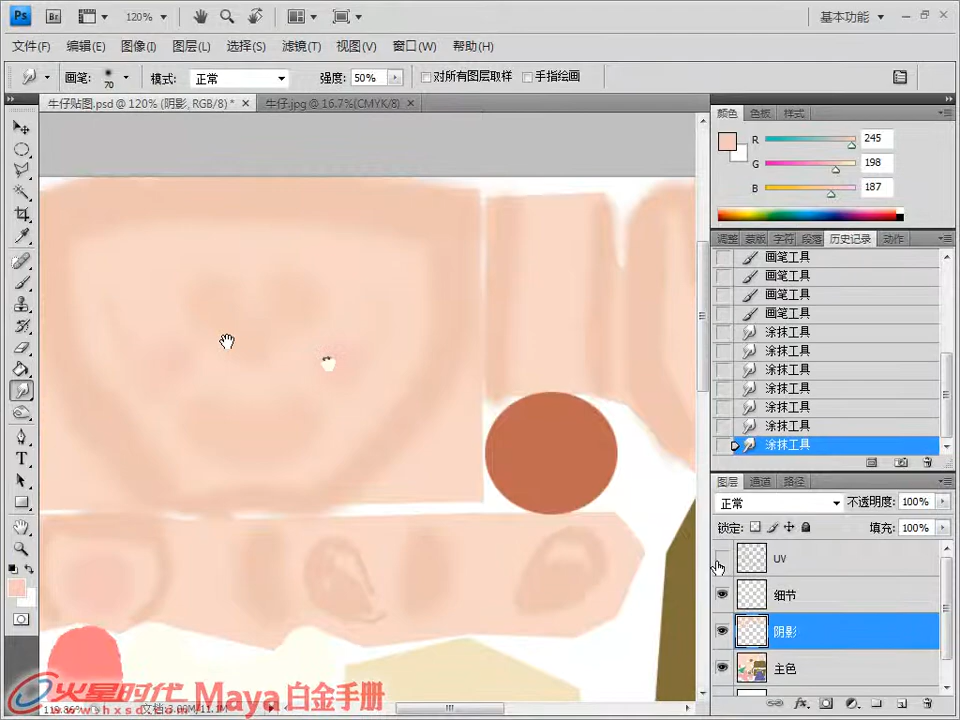 Ps Br 120% 基本功能
文件(F) 编辑(E) 图像(I) 图层(L) 选择(S) 滤镜(T) 视图(V) 窗口(W) 帮助(H)
画笔: 70 模式: 正常 强度: 50% 对所有图层取样 手指绘画
牛仔贴图.psd @ 120% (阴影, RGB/8) * 牛仔.jpg @ 16.7%(CMYK/8)
颜色 色板 样式
R 245
G 198
B 187
调整 蒙版 字符 段落 历史记录 动作
画笔工具
画笔工具
画笔工具
画笔工具
涂抹工具
涂抹工具
涂抹工具
涂抹工具
涂抹工具
涂抹工具
涂抹工具
图层 通道 路径
正常 不透明度: 100%
锁定: 填充: 100%
UV
细节
阴影
主色
火星时代 Maya 白金手册
www.hxsd.com